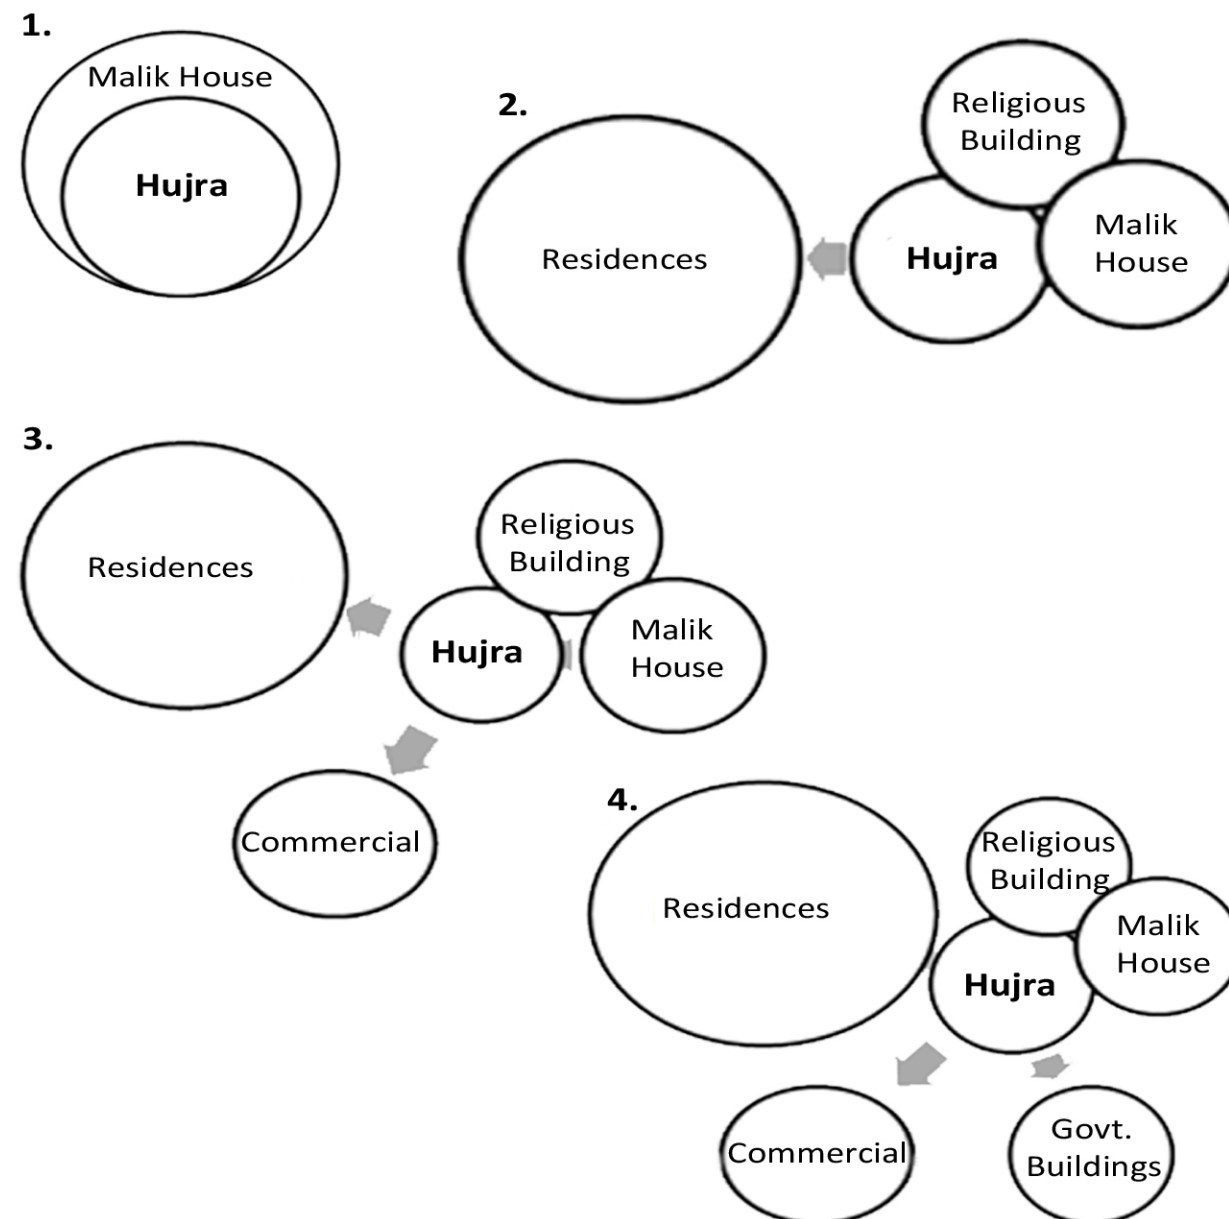 1.
Malik House
Hujra
2.
Religious
Building
Residences
Hujra
Malik
House
3.
Religious
Building
Residences
Hujra
Malik
House
Commercial
4.
Religious
Building
Residences
Malik
House
Hujra
Commercial
Govt.
Buildings